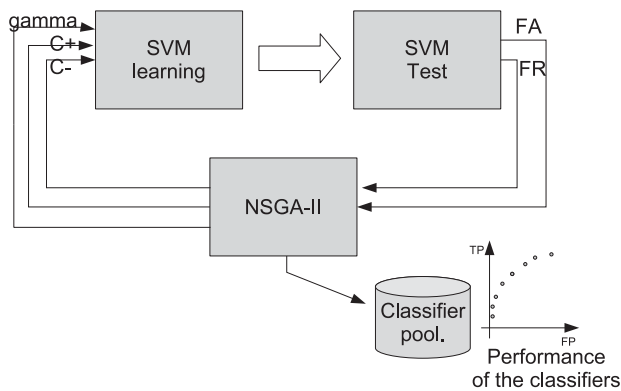 gamma
C+
C-
SVM
learning
SVM
Test
FA
FR
NSGA-II
Classifier
pool.
TP
FP
Performance
of the classifiers